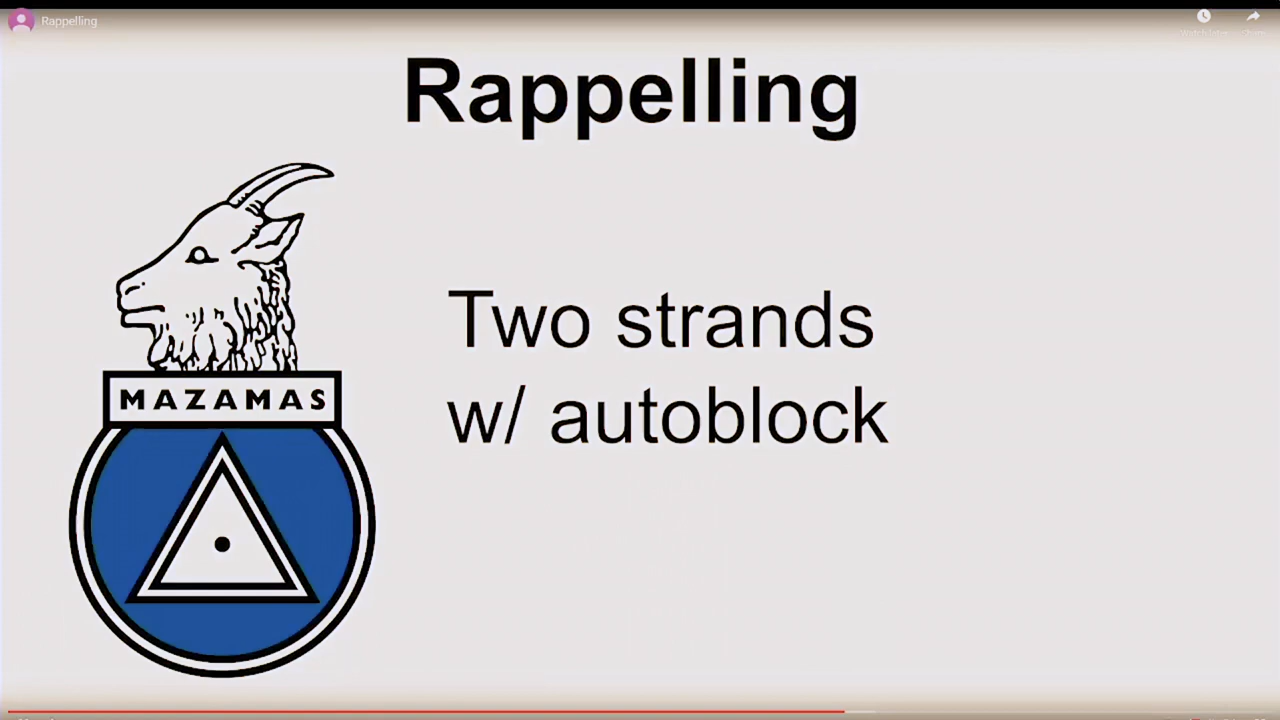 Rappelling
Rappelling
Two strands
w/ autoblock
MAZAMAS